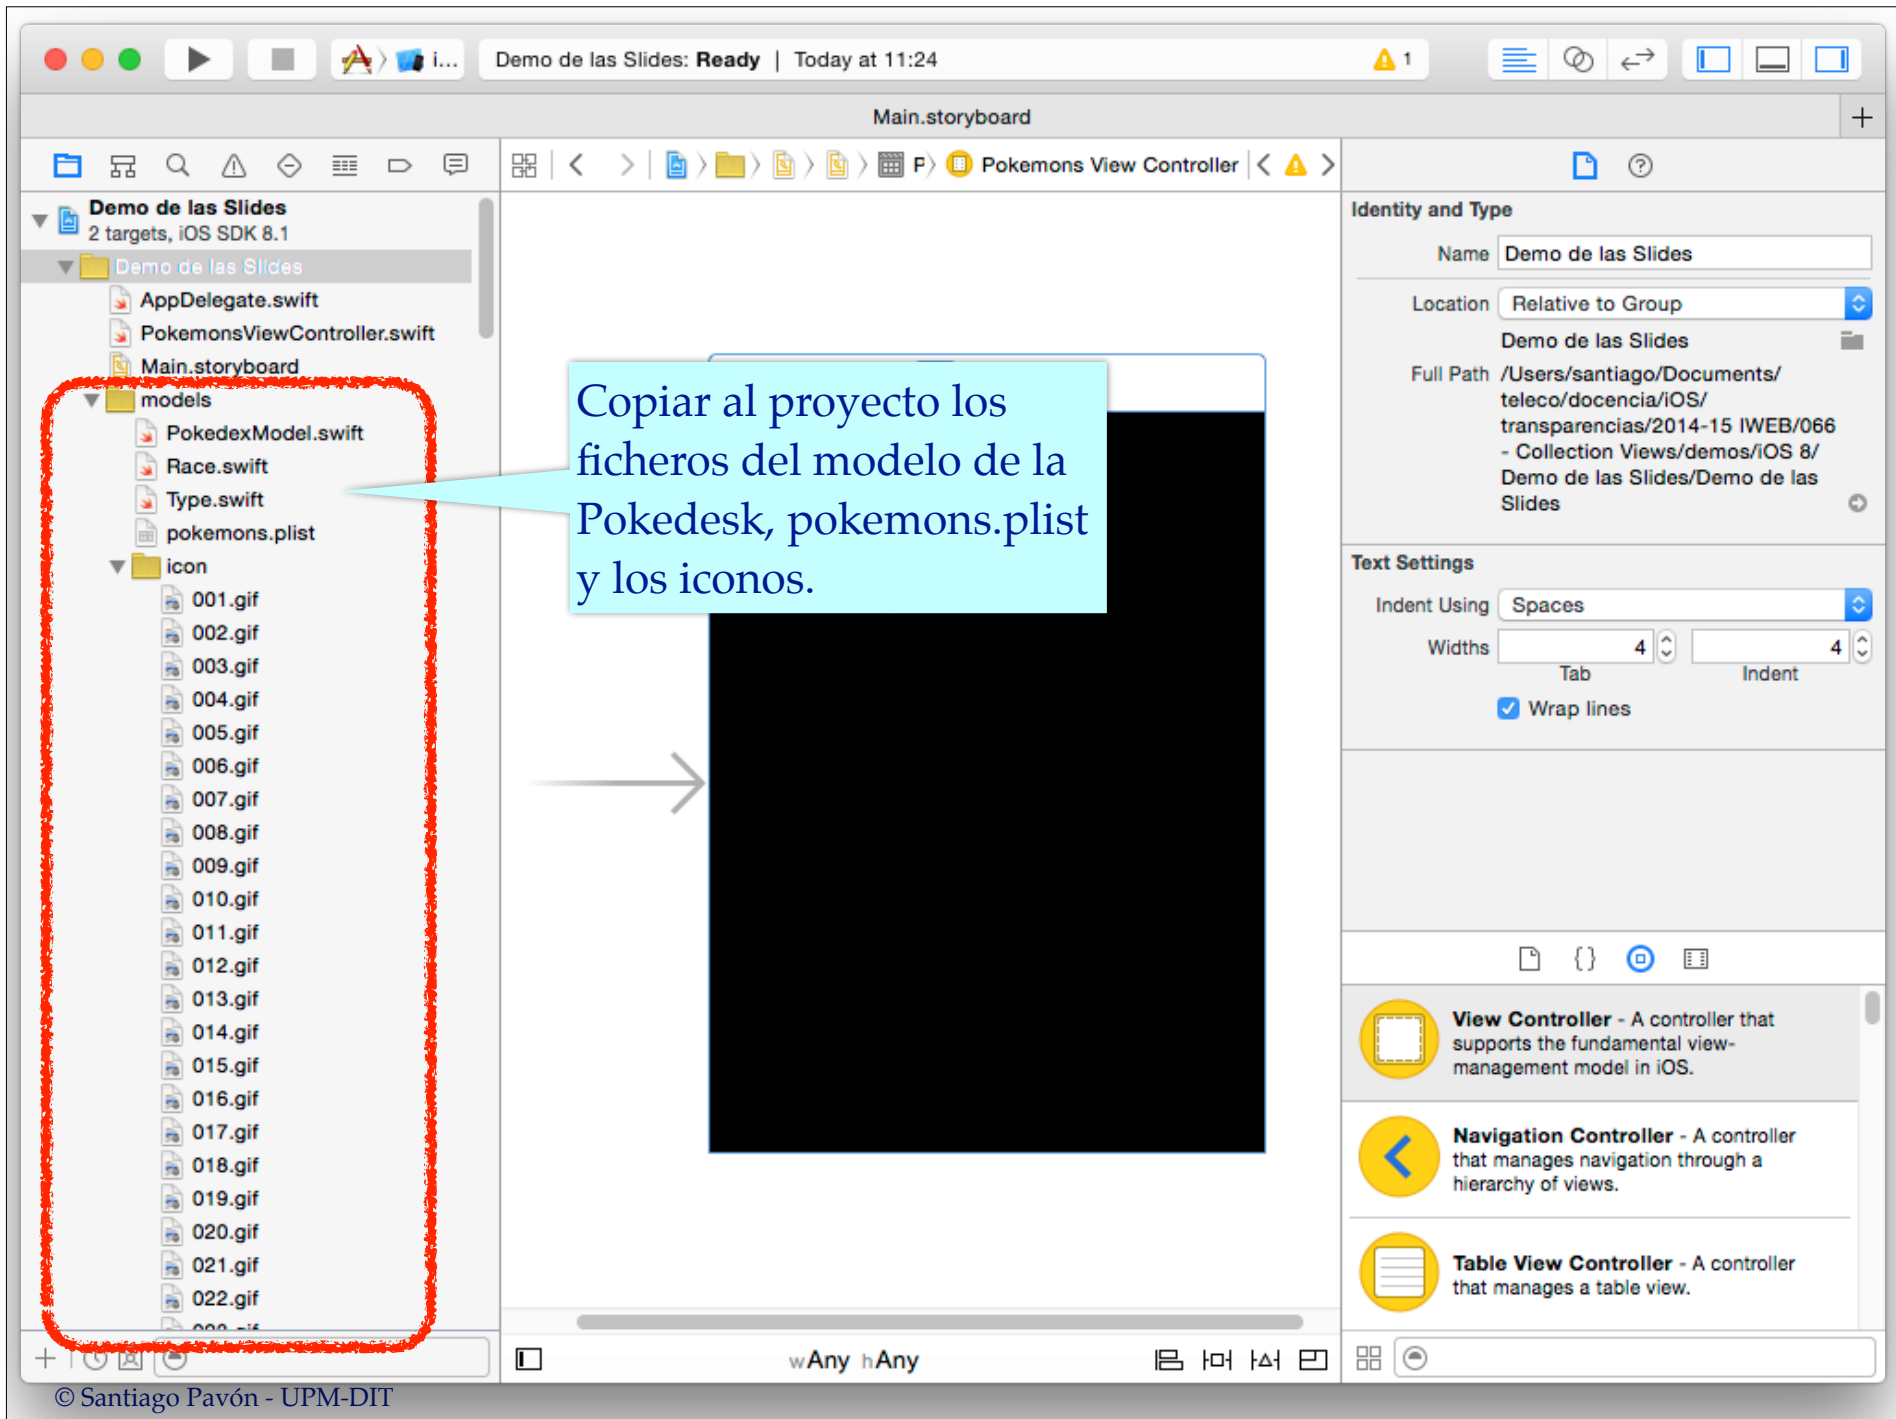 i...
Demo de las Slides: Ready | Today at 11:24
1
Main.storyboard
P
Pokemons View Controller
Demo de las Slides
2 targets, iOS SDK 8.1
Demo de las Slides
AppDelegate.swift
PokemonsViewController.swift
Main.storyboard
models
PokedexModel.swift
Race.swift
Type.swift
pokemons.plist
icon
001.gif
002.gif
003.gif
004.gif
005.gif
006.gif
007.gif
008.gif
009.gif
010.gif
011.gif
012.gif
013.gif
014.gif
015.gif
016.gif
017.gif
018.gif
019.gif
020.gif
021.gif
022.gif
Copiar al proyecto los
ficheros del modelo de la
Pokedesk, pokemons.plist
y los iconos.
wAny hAny
Identity and Type
Name Demo de las Slides
Location Relative to Group
Demo de las Slides
Full Path /Users/santiago/Documents/
teleco/docencia/iOS/
transparencias/2014-15 IWEB/066
- Collection Views/demos/iOS 8/
Demo de las Slides/Demo de las
Slides
Text Settings
Indent Using Spaces
Widths 4 4
Tab Indent
Wrap lines
{}
View Controller - A controller that
supports the fundamental view-
management model in iOS.
Navigation Controller - A controller
that manages navigation through a
hierarchy of views.
Table View Controller - A controller
that manages a table view.
© Santiago Pavón - UPM-DIT